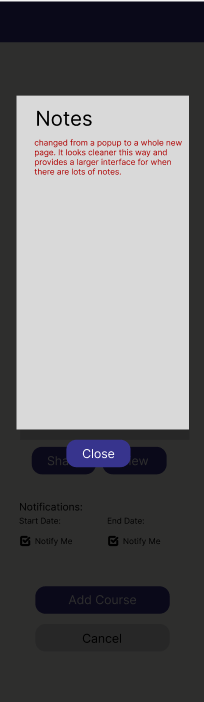 Notes
changed from a popup to a whole new
page. It looks cleaner this way and
provides a larger interface for when
there are lots of notes.
Close
Notifications:
Start Date: End Date:
Notify Me Notify Me
Add Course
Cancel